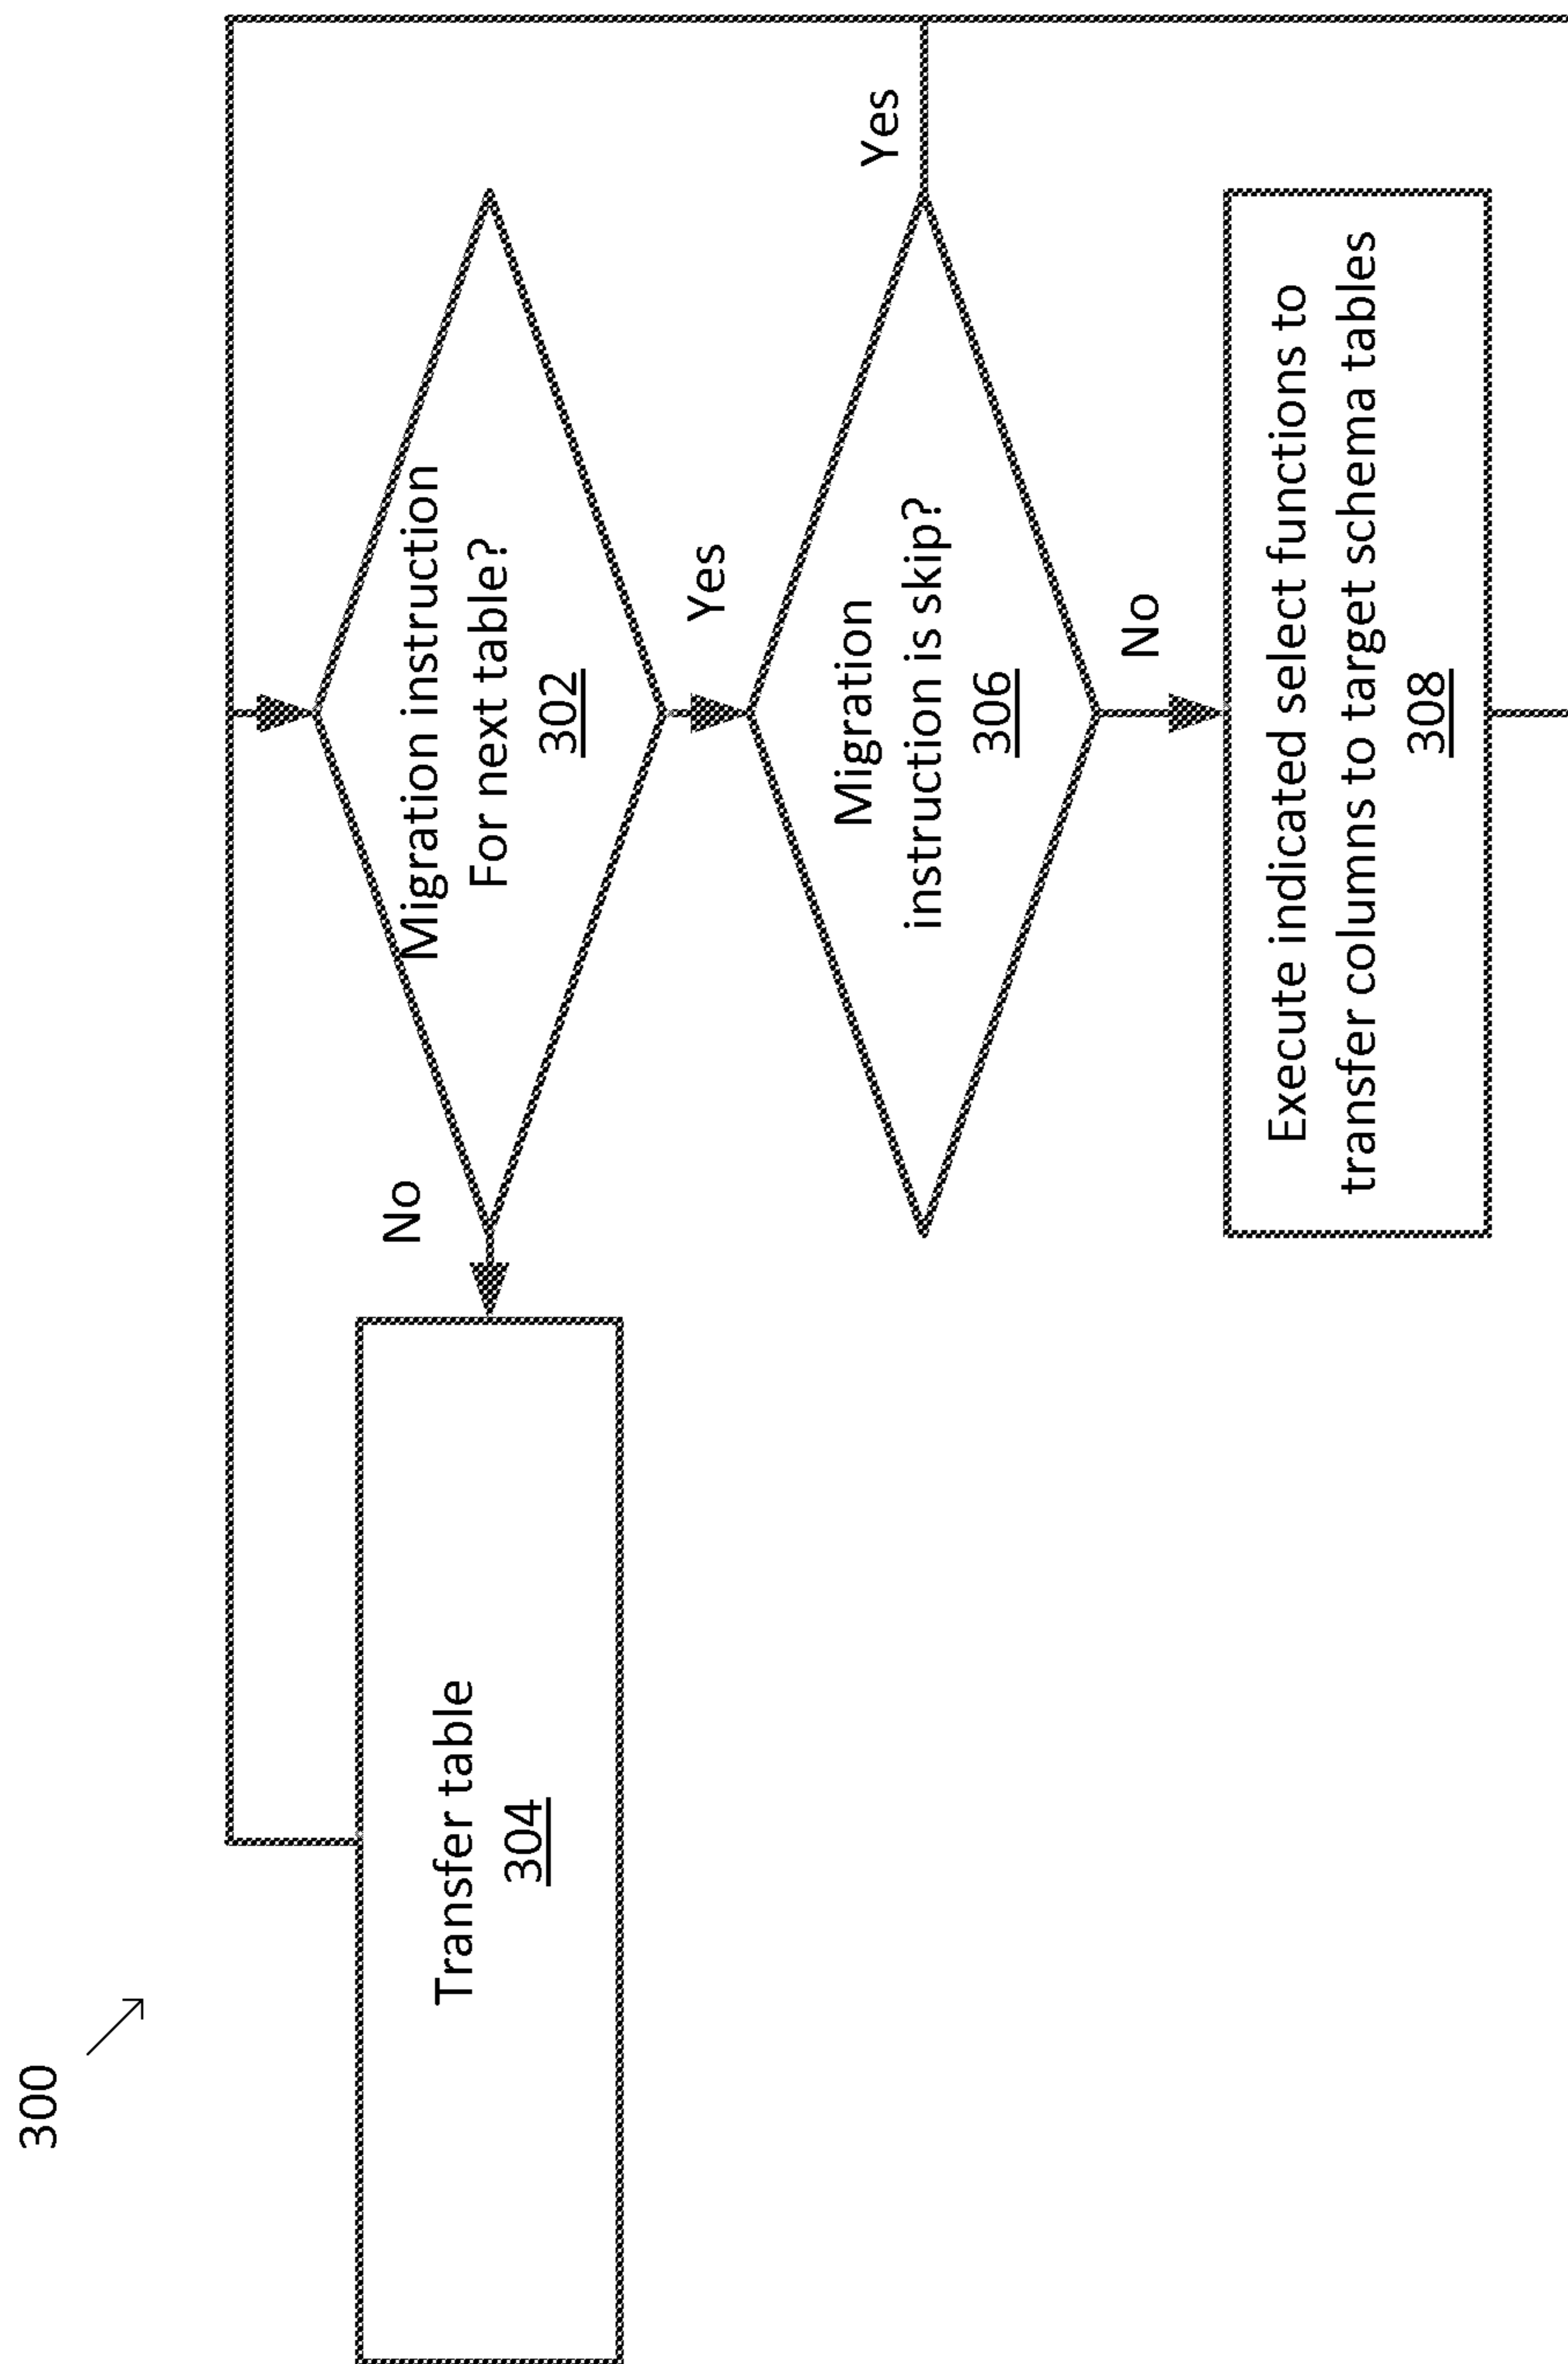 300
Migration instruction
For next table?
302
No
Transfer table
304
Yes
Migration
instruction is skip?
306
Yes
No
Execute indicated select functions to
transfer columns to target schema tables
308